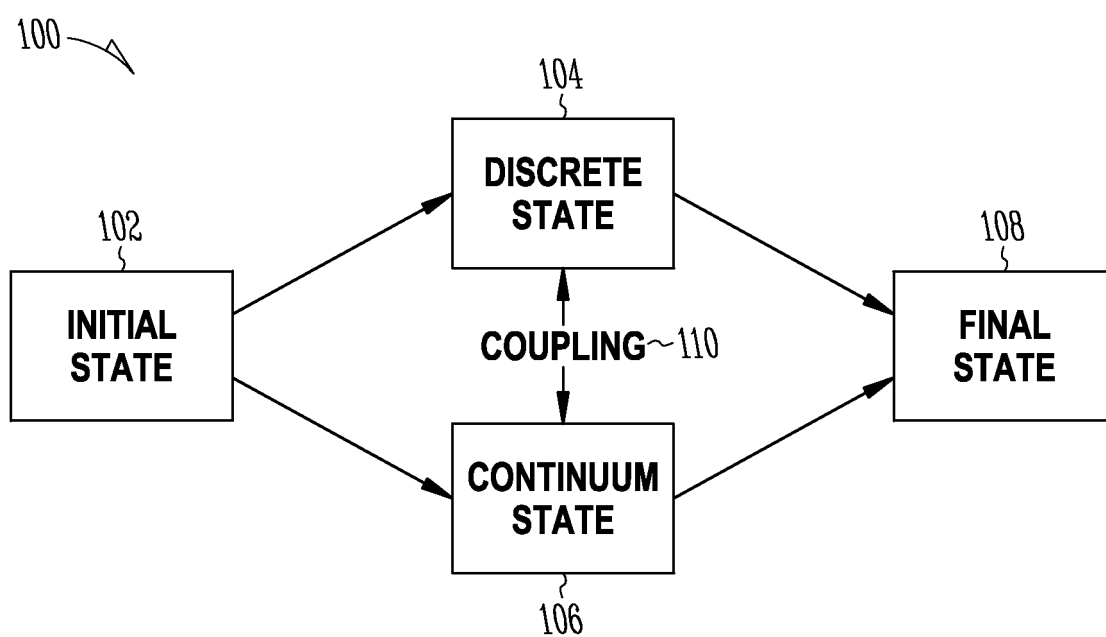 100
104
DISCRETE
STATE
102
INITIAL
STATE
108
FINAL
STATE
COUPLING 110
CONTINUUM
STATE
106